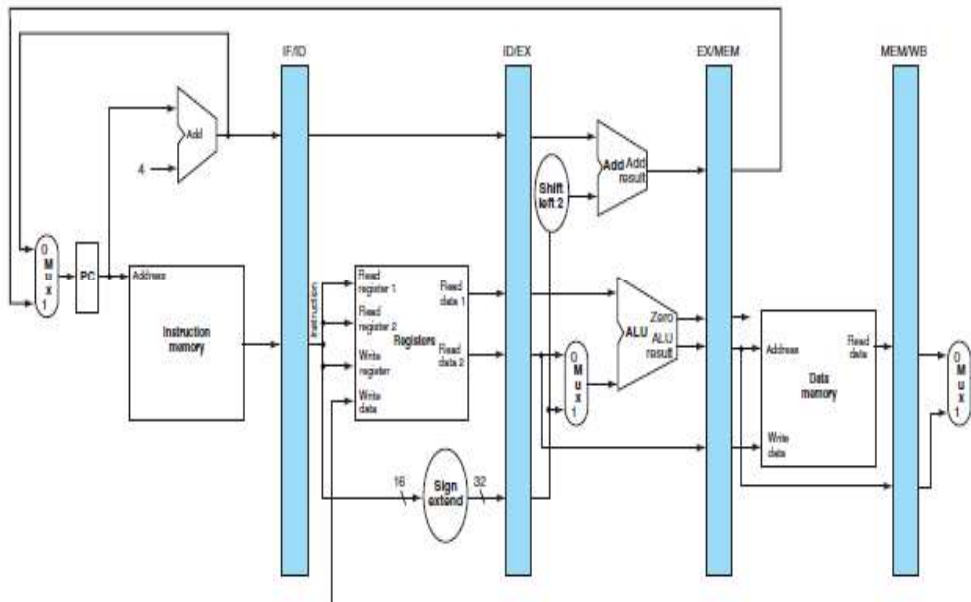 IF/ID
ID/EX
EX/MEM
MEM/WB
Add
4
Shift
left 2
Add Add
result
0
M
u
x
1
PC
Address
Instruction
memory
Instruction
Read
register 1
Read
register 2
Write
register
Write
data
Registers
Read
data 1
Read
data 2
16
Sign
extend
32
0
M
u
x
1
ALU
Zero
ALU
result
Address
Read
data
Data
memory
Write
data
0
M
u
x
1